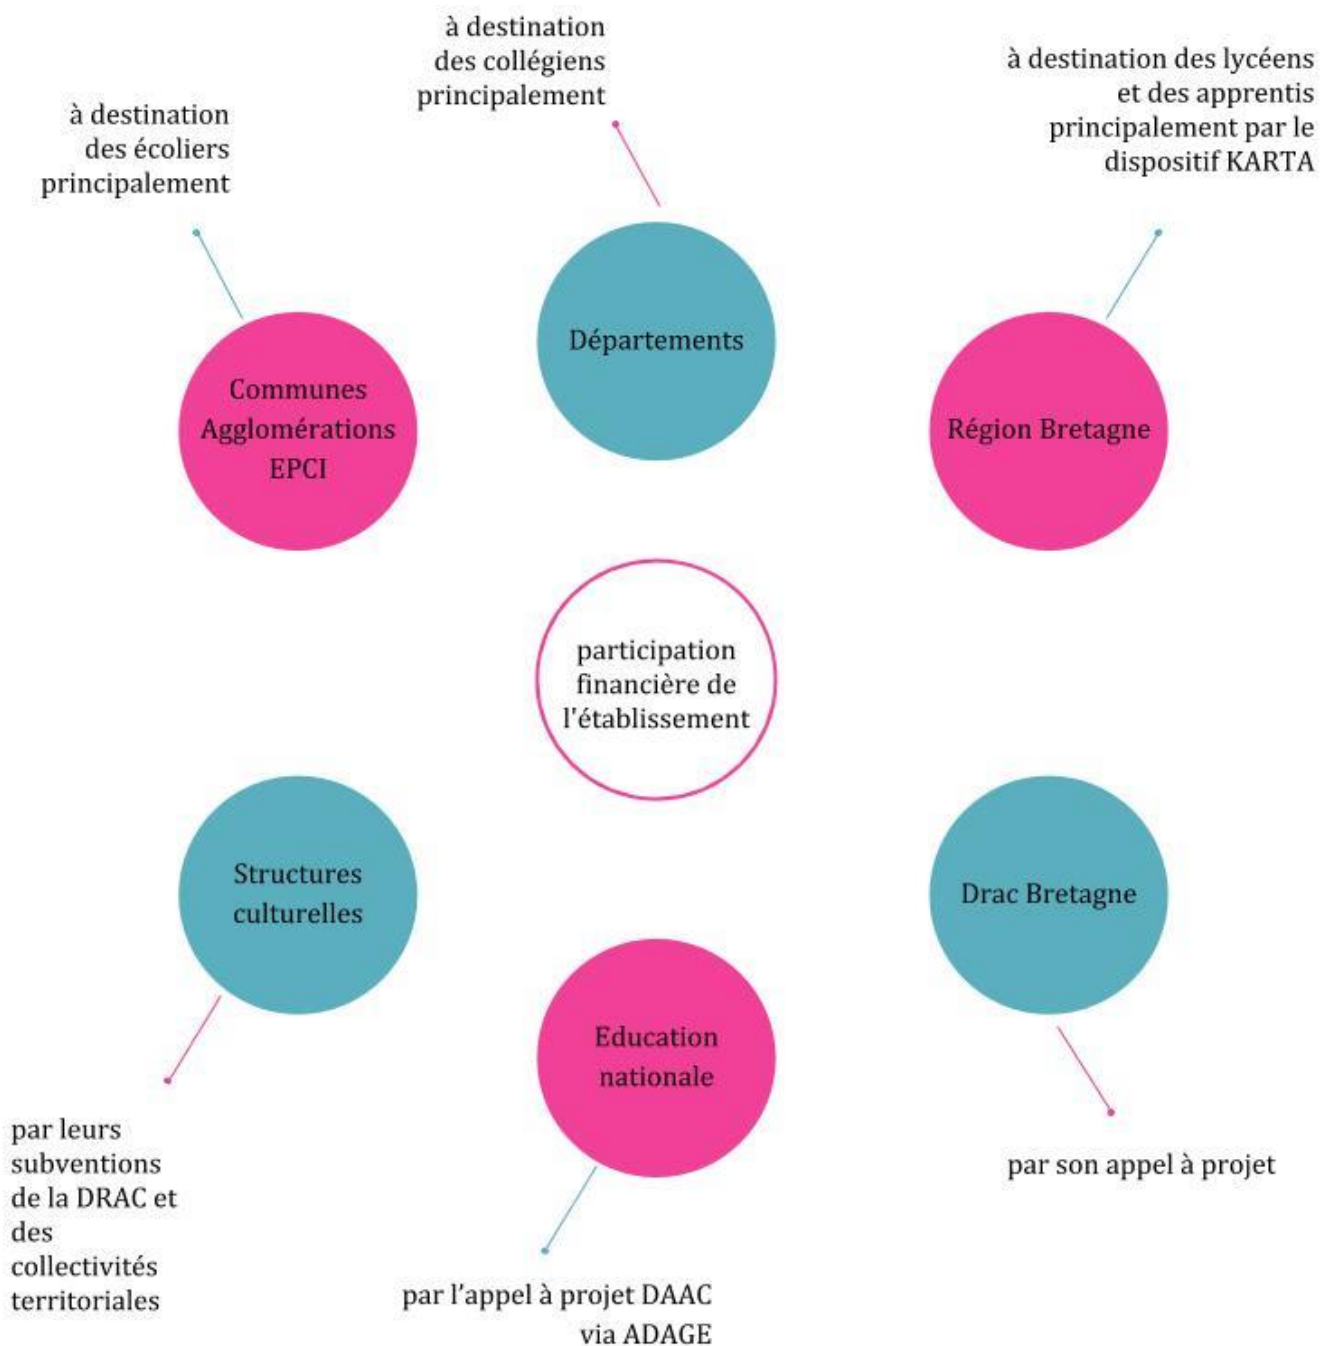 à destination
des collégiens
principalement
à destination des lycéens
et des apprentis
principalement par le
dispositif KARTA
à destination
des écoliers
principalement
Départements
Communes
Agglomérations
EPCI
Région Bretagne
participation
financière de
l'établissement
Structures
culturelles
Drac Bretagne
Education
nationale
par leurs
subventions
de la DRAC et
des
collectivités
territoriales
par son appel à projet
par l’appel à projet DAAC
via ADAGE